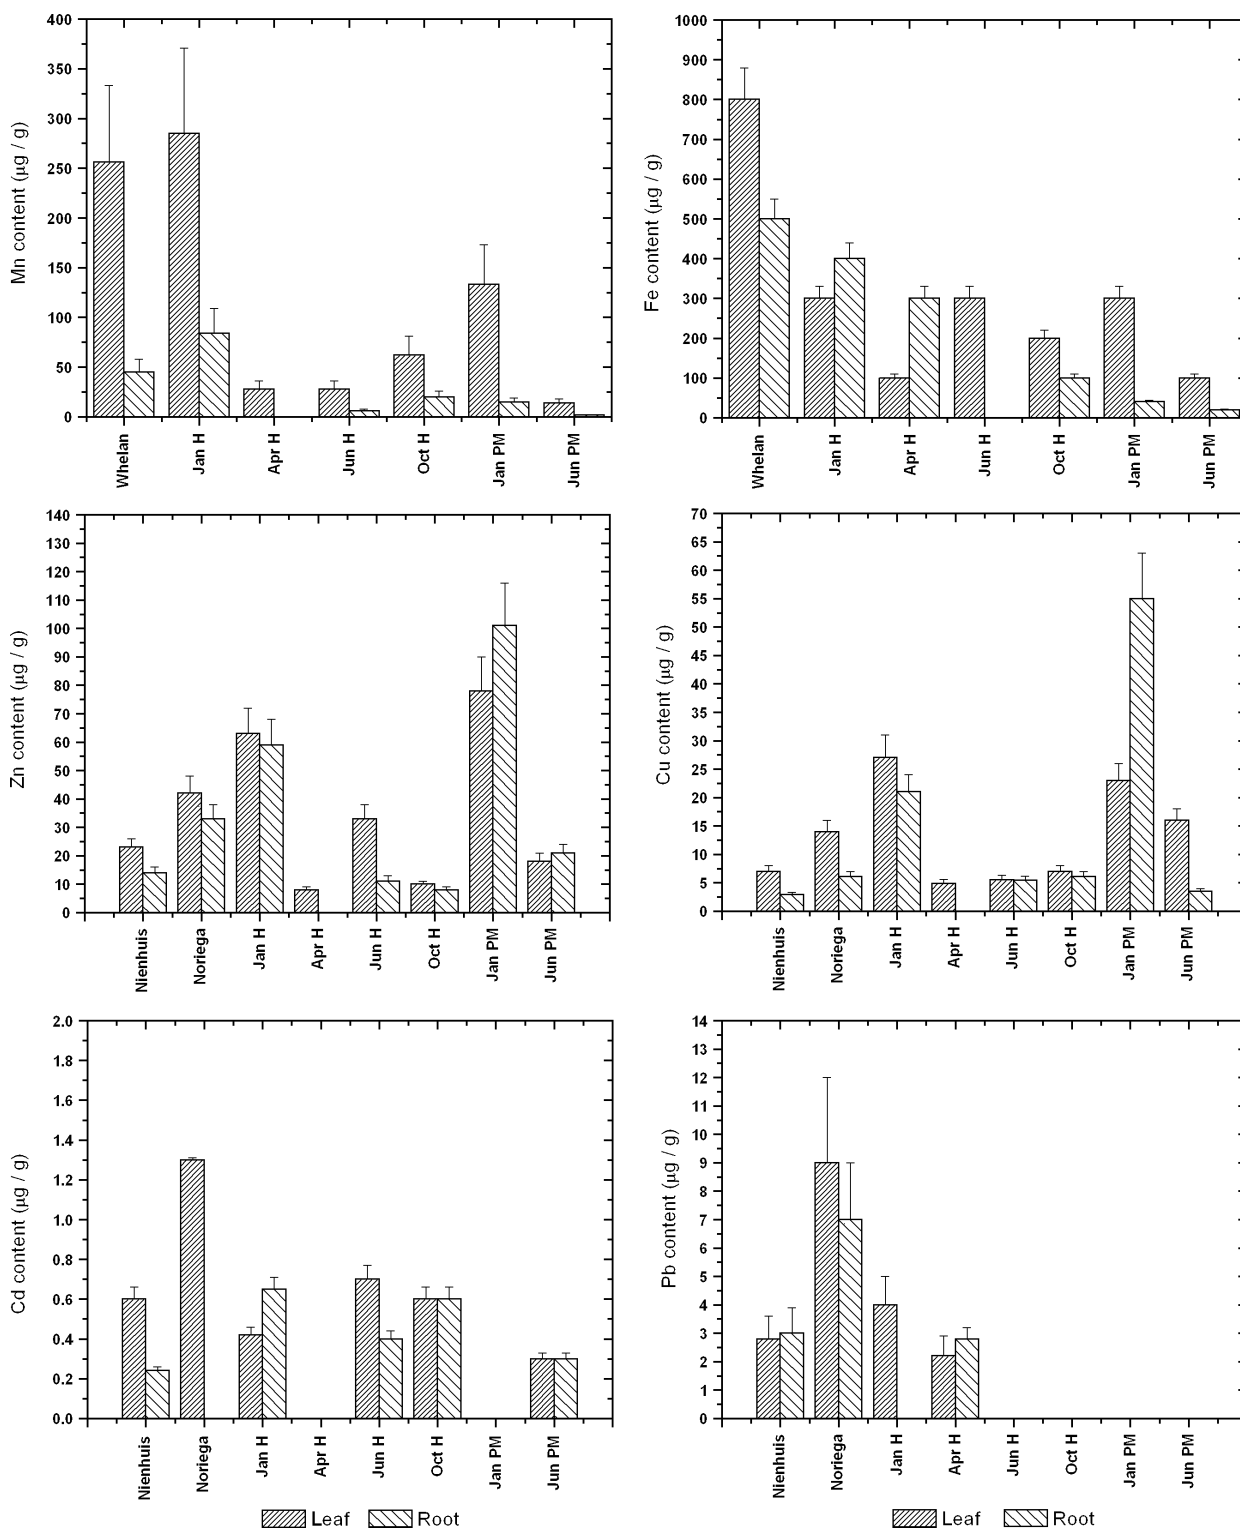 Mn content (µg / g)
400
350
300
250
200
150
100
50
0
Whelan
Jan H
Apr H
Jun H
Oct H
Jan PM
Jun PM
Fe content (µg / g)
1000
900
800
700
600
500
400
300
200
100
0
Whelan
Jan H
Apr H
Jun H
Oct H
Jan PM
Jun PM
Zn content (µg / g)
140
130
120
110
100
90
80
70
60
50
40
30
20
10
0
Nienhuis
Noriega
Jan H
Apr H
Jun H
Oct H
Jan PM
Jun PM
Cu content (µg / g)
70
65
60
55
50
45
40
35
30
25
20
15
10
5
0
Nienhuis
Noriega
Jan H
Apr H
Jun H
Oct H
Jan PM
Jun PM
Cd content (µg / g)
2.0
1.8
1.6
1.4
1.2
1.0
0.8
0.6
0.4
0.2
0.0
Nienhuis
Noriega
Jan H
Apr H
Jun H
Oct H
Jan PM
Jun PM
Leaf Root
Pb content (µg / g)
14
13
12
11
10
9
8
7
6
5
4
3
2
1
0
Nienhuis
Noriega
Jan H
Apr H
Jun H
Oct H
Jan PM
Jun PM
Leaf Root